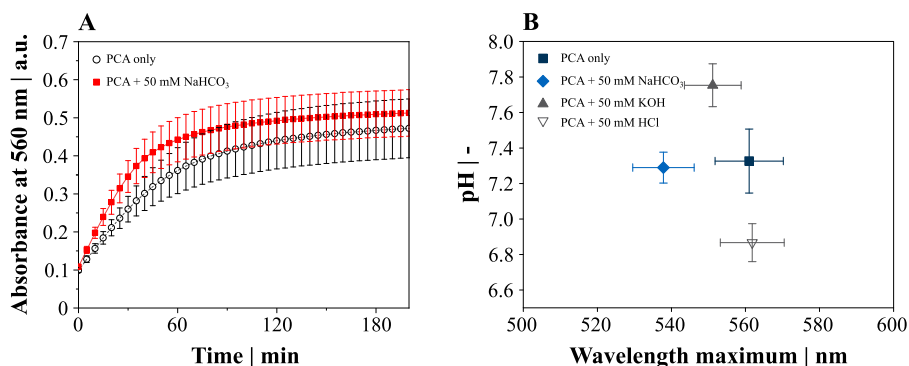 A
Absorbance at 560 nm | a.u.
0.7
0.6
0.5
0.4
0.3
0.2
0.1
0
PCA only
PCA + 50 mM NaHCO₃
0 60 120 180
Time | min
B
pH | -
8.0
7.8
7.6
7.4
7.2
7.0
6.8
6.6
6.4
PCA only
PCA + 50 mM NaHCO₃
PCA + 50 mM KOH
PCA + 50 mM HCl
500 520 540 560 580 600
Wavelength maximum | nm